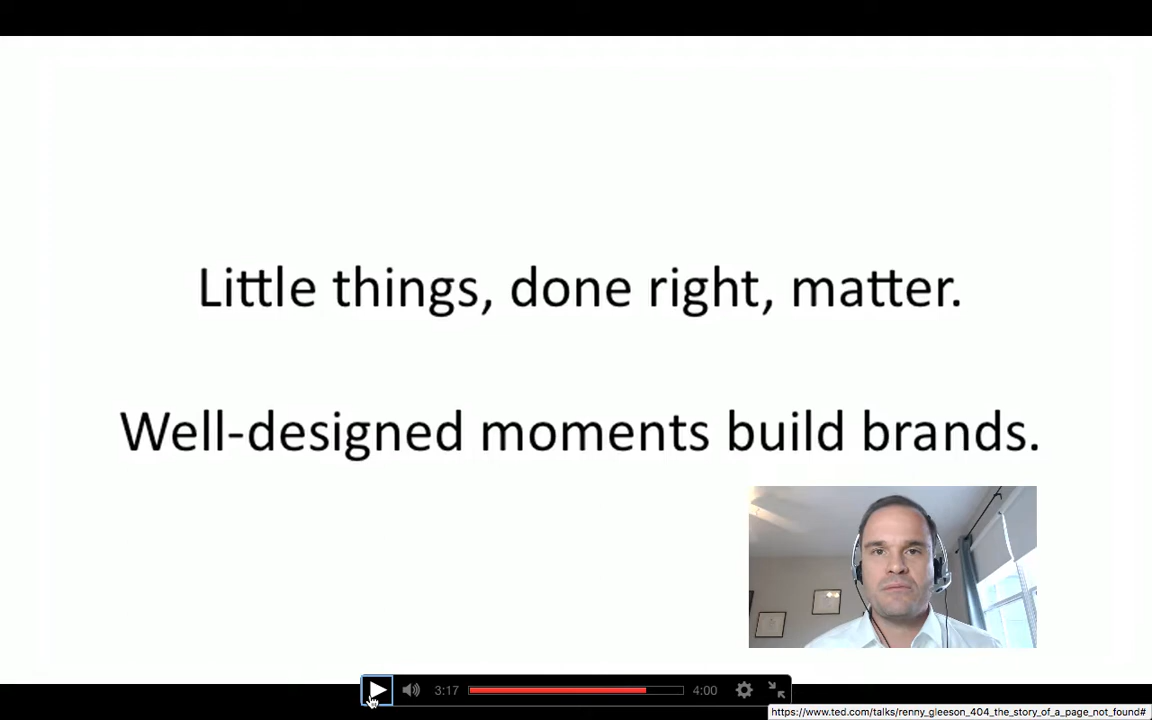 Little things, done right, matter.
Well-designed moments build brands.
3:17
4:00
https://www.ted.com/talks/renny_gleeson_404_the_story_of_a_page_not_found#